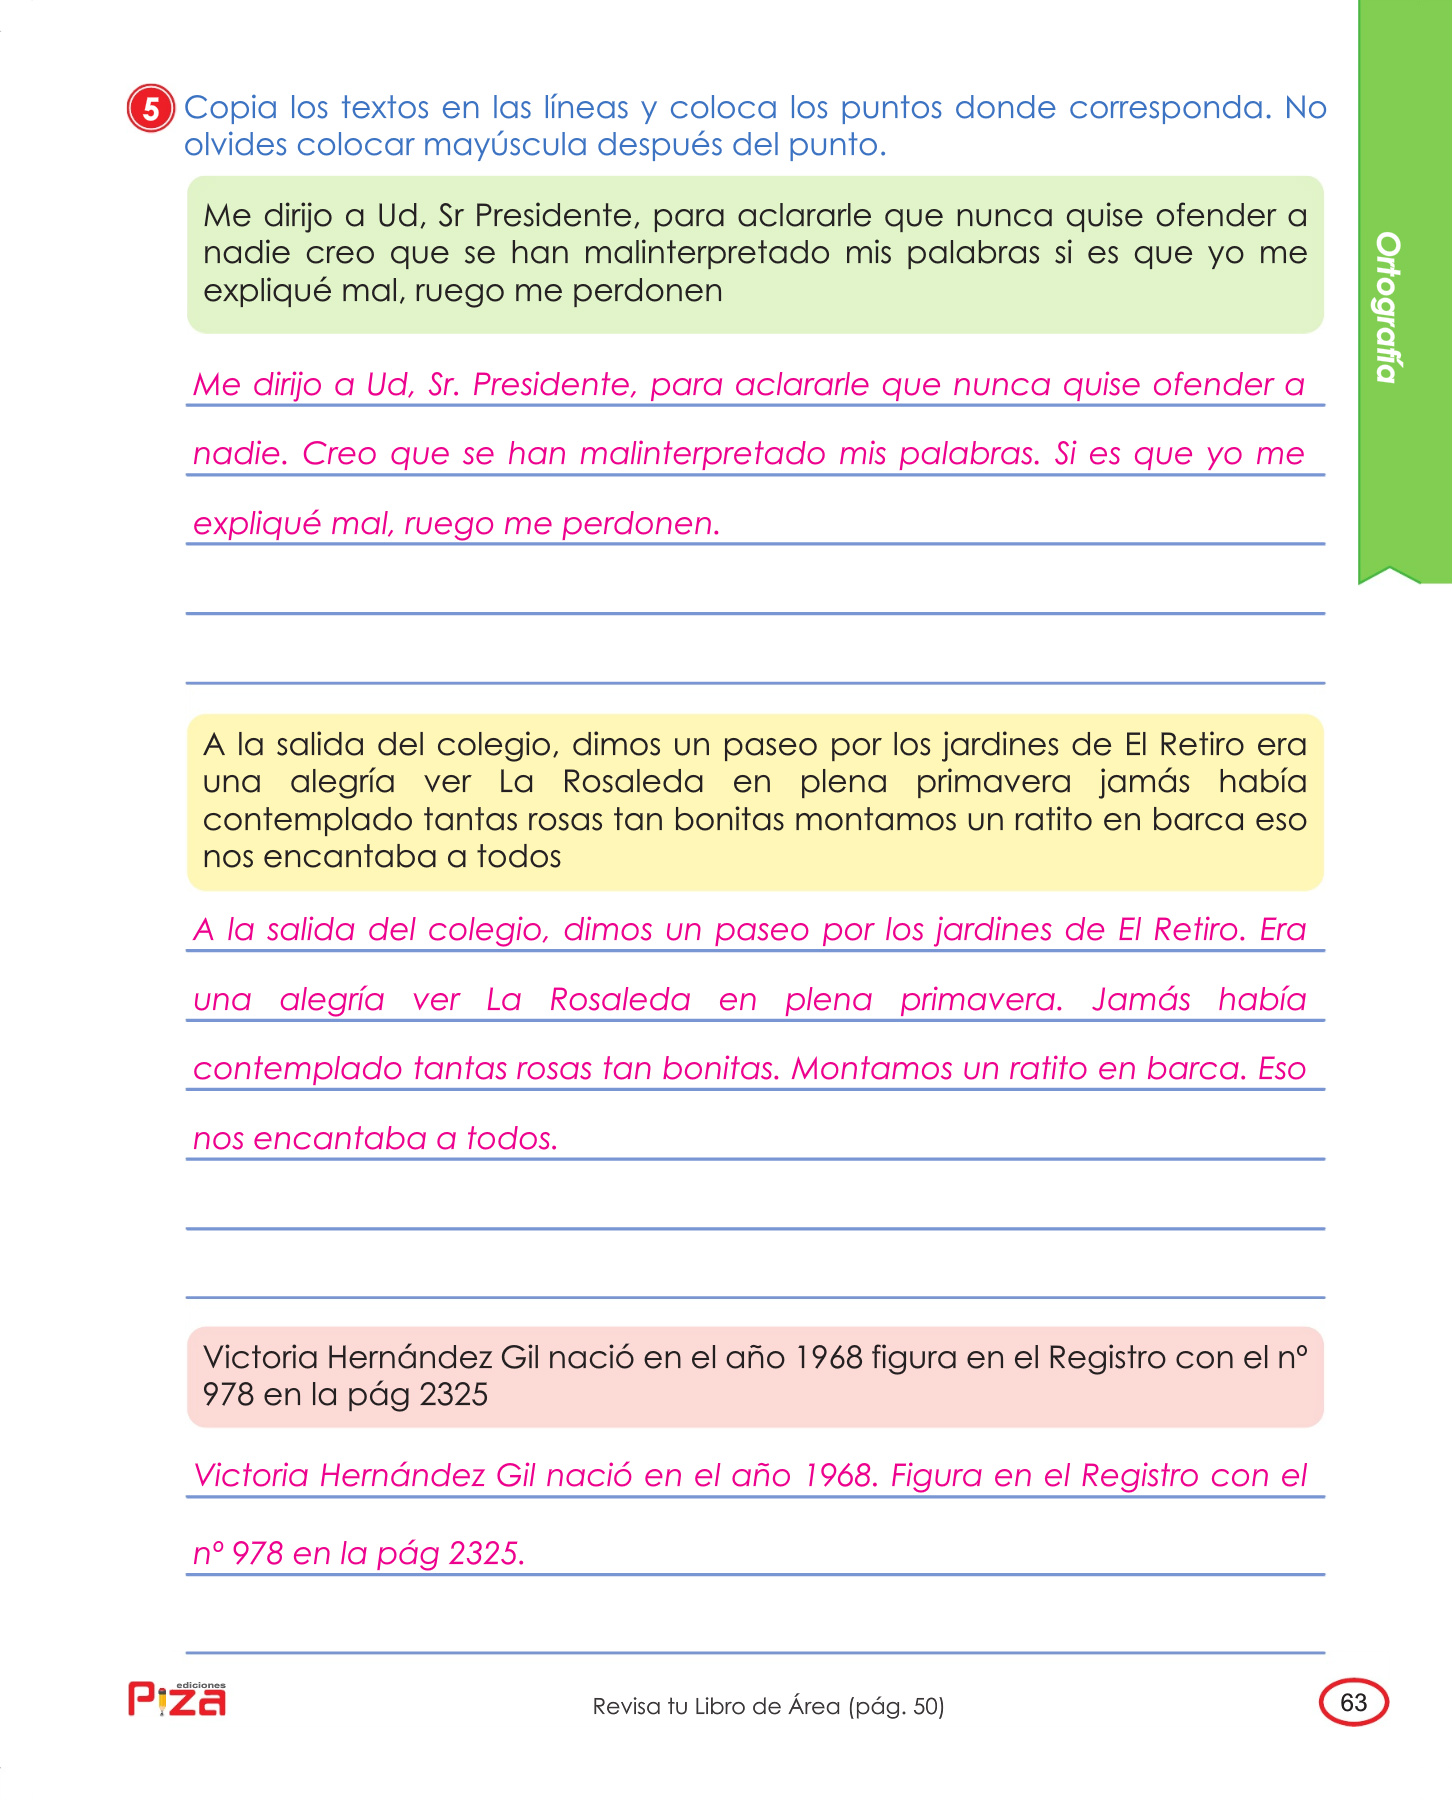 5 Copia los textos en las líneas y coloca los puntos donde corresponda. No
olvides colocar mayúscula después del punto.
Me dirijo a Ud, Sr Presidente, para aclararle que nunca quise ofender a
nadie creo que se han malinterpretado mis palabras si es que yo me
expliqué mal, ruego me perdonen
Me dirijo a Ud, Sr. Presidente, para aclararle que nunca quise ofender a
nadie. Creo que se han malinterpretado mis palabras. Si es que yo me
expliqué mal, ruego me perdonen.
A la salida del colegio, dimos un paseo por los jardines de El Retiro era
una alegría ver La Rosaleda en plena primavera jamás había
contemplado tantas rosas tan bonitas montamos un ratito en barca eso
nos encantaba a todos
A la salida del colegio, dimos un paseo por los jardines de El Retiro. Era
una alegría ver La Rosaleda en plena primavera. Jamás había
contemplado tantas rosas tan bonitas. Montamos un ratito en barca. Eso
nos encantaba a todos.
Victoria Hernández Gil nació en el año 1968 figura en el Registro con el nº
978 en la pág 2325
Victoria Hernández Gil nació en el año 1968. Figura en el Registro con el
nº 978 en la pág 2325.
Ortografía
ediciones
Piza
Revisa tu Libro de Área (pág. 50)
63